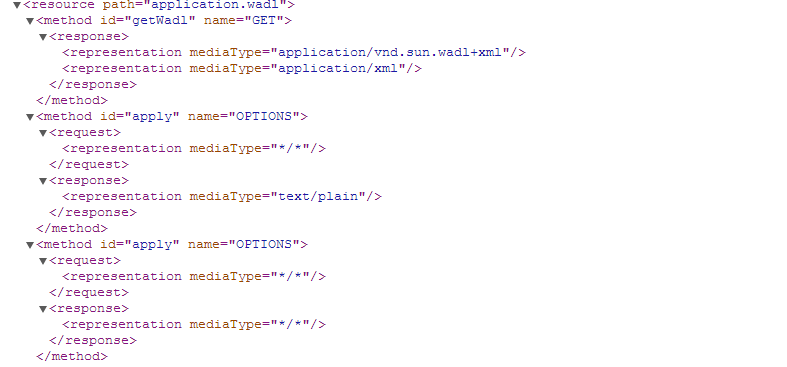 ▼<resource path="application.wadl">
▼<method id="getWadl" name="GET">
▼<response>
<representation mediaType="application/vnd.sun.wadl+xml"/>
<representation mediaType="application/xml"/>
</response>
</method>
▼<method id="apply" name="OPTIONS">
▼<request>
<representation mediaType="*/*"/>
</request>
▼<response>
<representation mediaType="text/plain"/>
</response>
</method>
▼<method id="apply" name="OPTIONS">
▼<request>
<representation mediaType="*/*"/>
</request>
▼<response>
<representation mediaType="*/*"/>
</response>
</method>